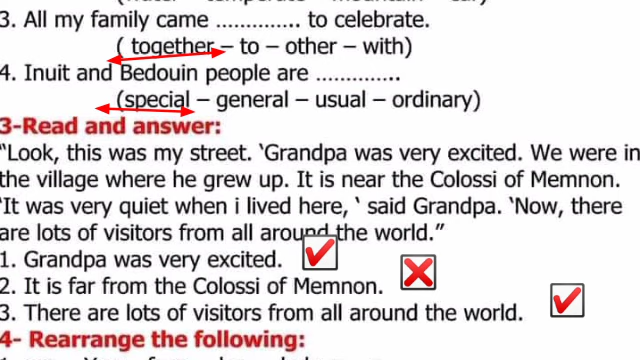 3. All my family came ………….. to celebrate.
( together – to – other – with)
4. Inuit and Bedouin people are …………..
(special – general – usual – ordinary)
3-Read and answer:
“Look, this was my street. ‘Grandpa was very excited. We were in
the village where he grew up. It is near the Colossi of Memnon.
‘It was very quiet when i lived here, ‘ said Grandpa. ‘Now, there
are lots of visitors from all around the world.”
1. Grandpa was very excited.
2. It is far from the Colossi of Memnon.
3. There are lots of visitors from all around the world.
4- Rearrange the following: